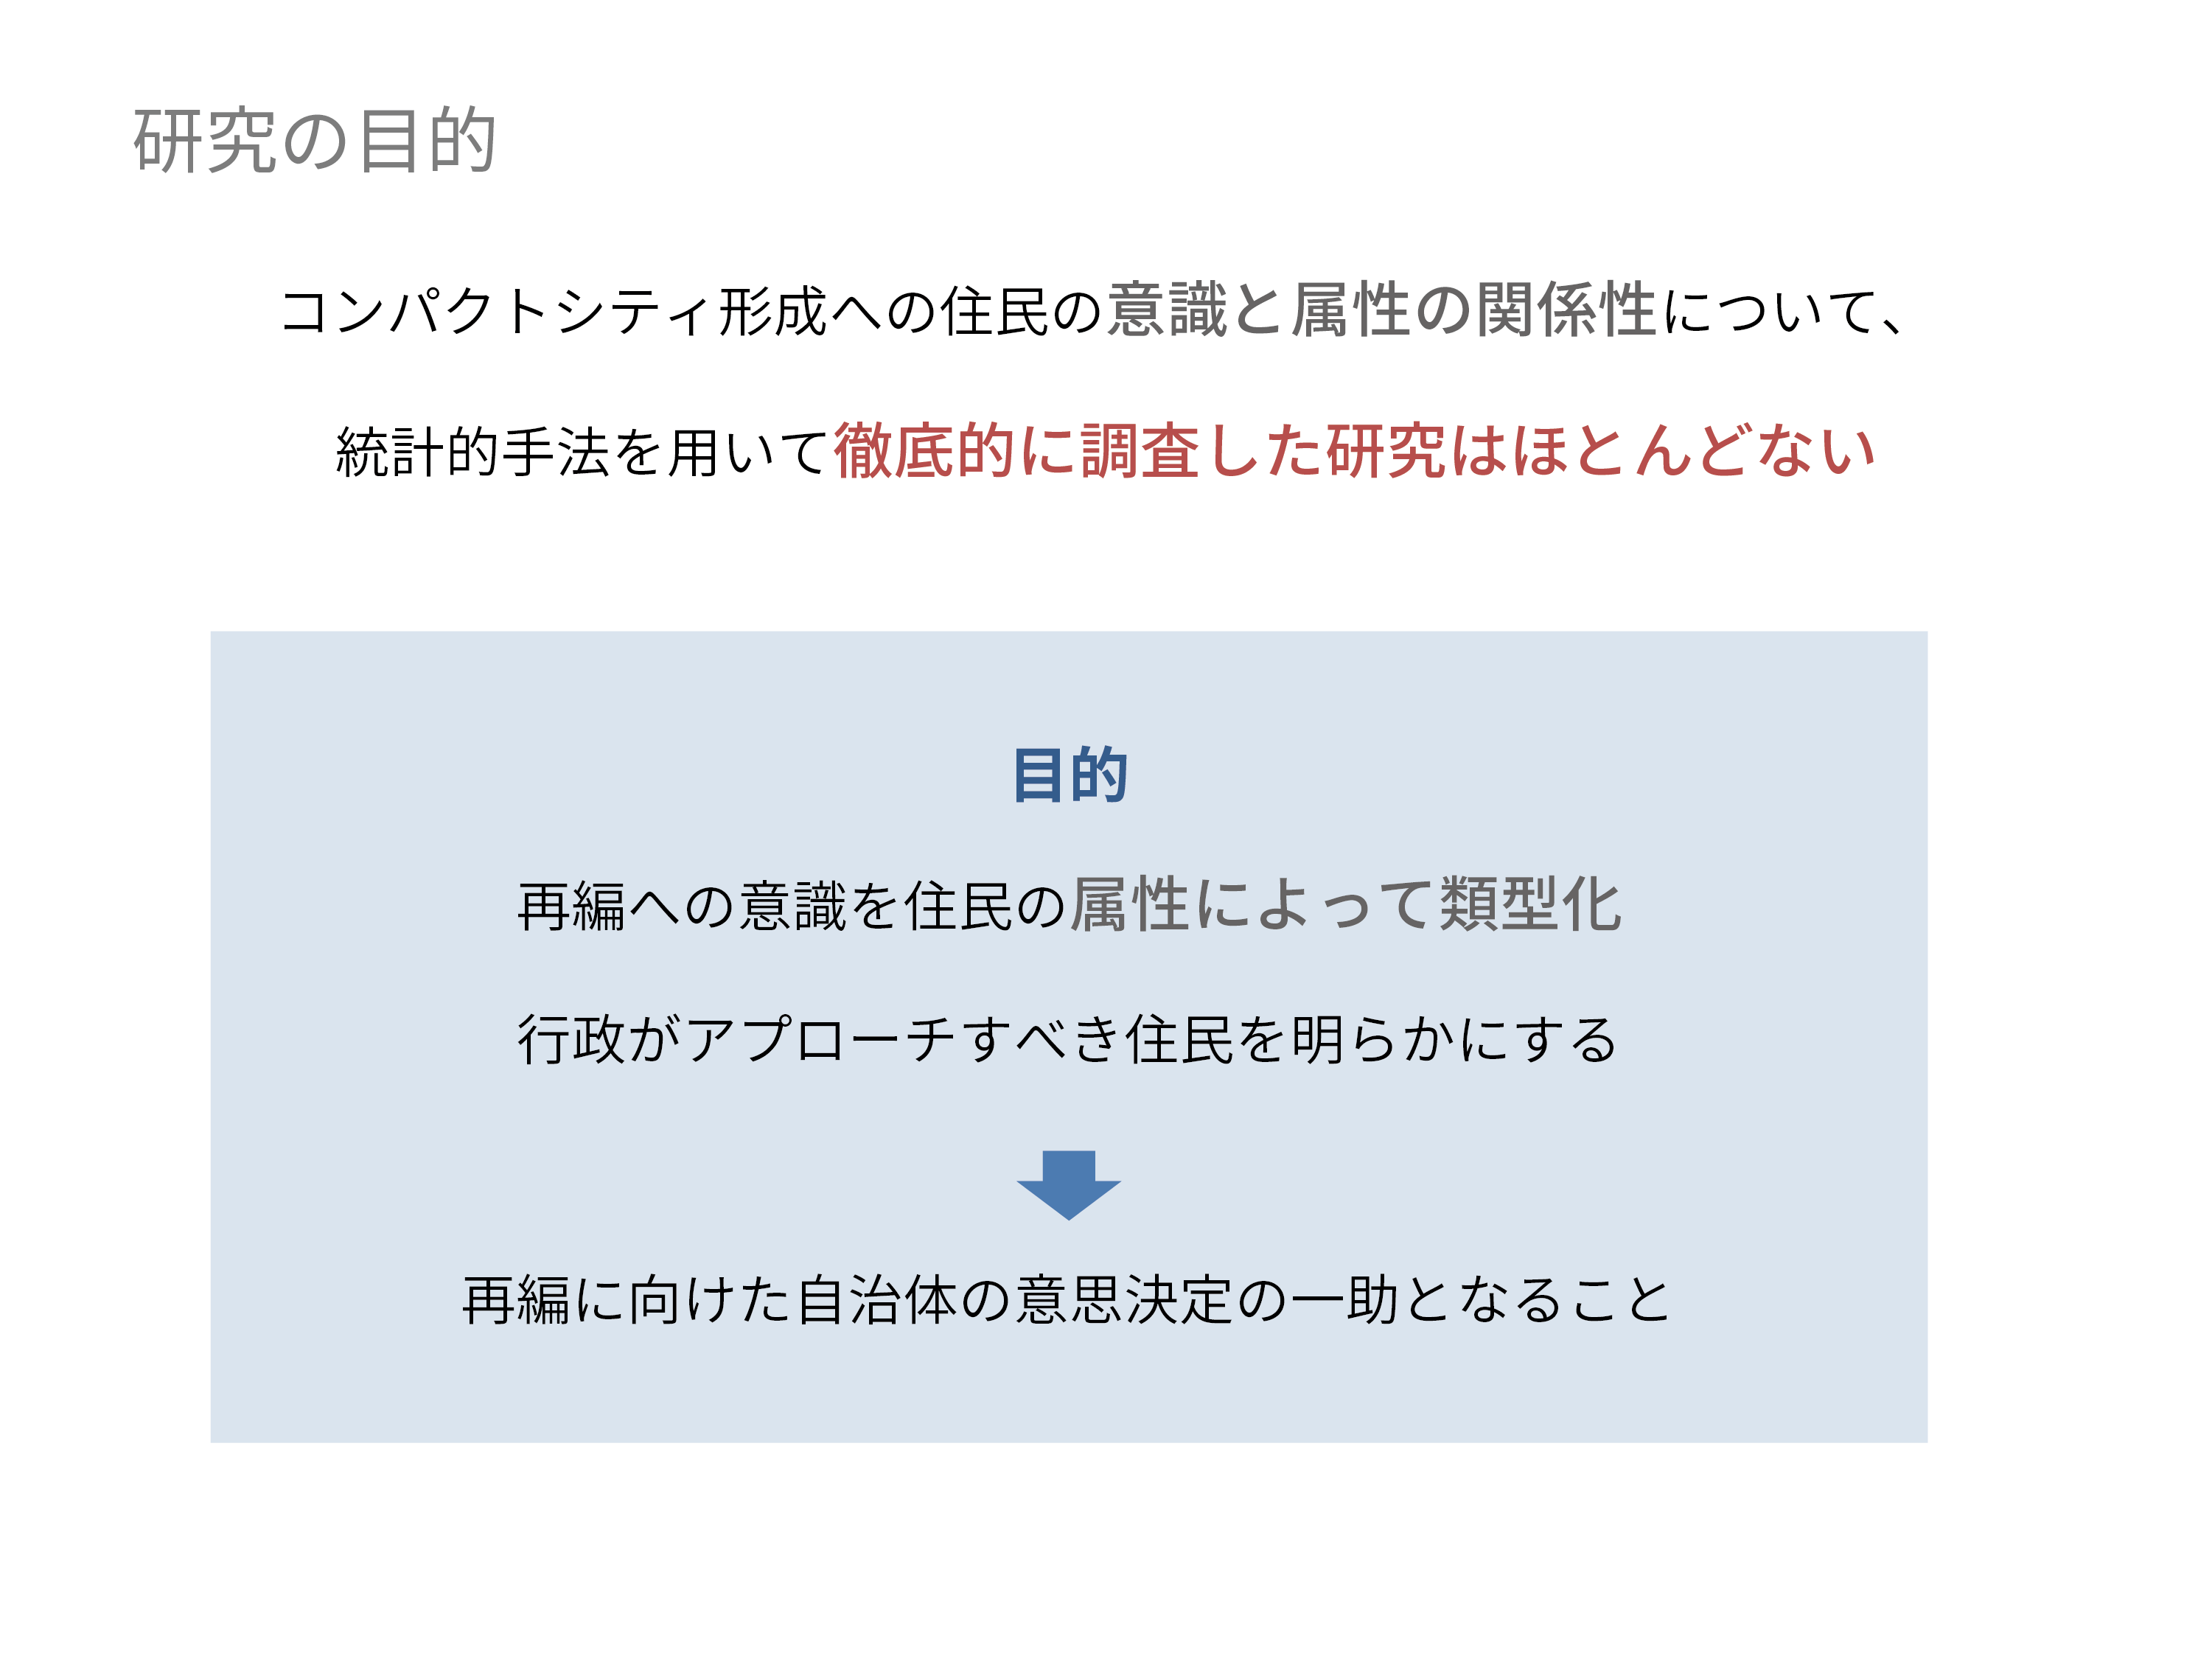 研究の目的
コンパクトシティ形成への住民の意識と属性の関係性について、
統計的手法を用いて徹底的に調査した研究はほとんどない
目的
再編への意識を住民の属性によって類型化
行政がアプローチすべき住民を明らかにする
再編に向けた自治体の意思決定の一助となること